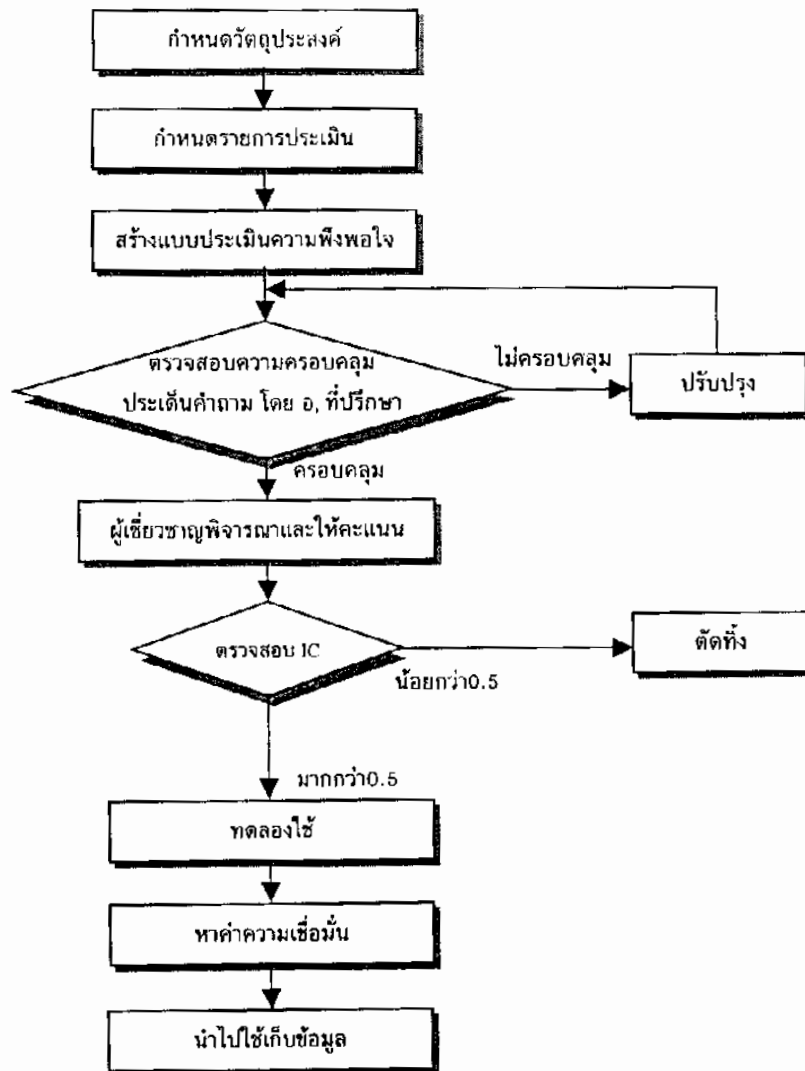 กำหนดวัตถุประสงค์
กำหนดรายการประเมิน
สร้างแบบประเมินความพึงพอใจ
ตรวจสอบความครอบคลุม
ประเด็นคำถาม โดย อ, ที่ปรึกษา
ไม่ครอบคลุม
ปรับปรุง
ครอบคลุม
ผู้เชี่ยวชาญพิจารณาและให้คะแนน
ตรวจสอบ IC
น้อยกว่า0.5
ตัดทิ้ง
มากกว่า0.5
ทดลองใช้
หาค่าความเชื่อมั่น
นำไปใช้เก็บข้อมูล